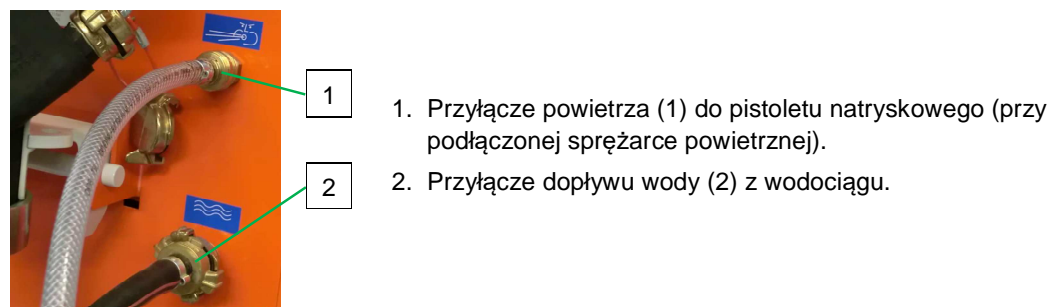 1
1. Przyłącze powietrza (1) do pistoletu natryskowego (przy
podłączonej sprężarce powietrznej).
2
2. Przyłącze dopływu wody (2) z wodociągu.